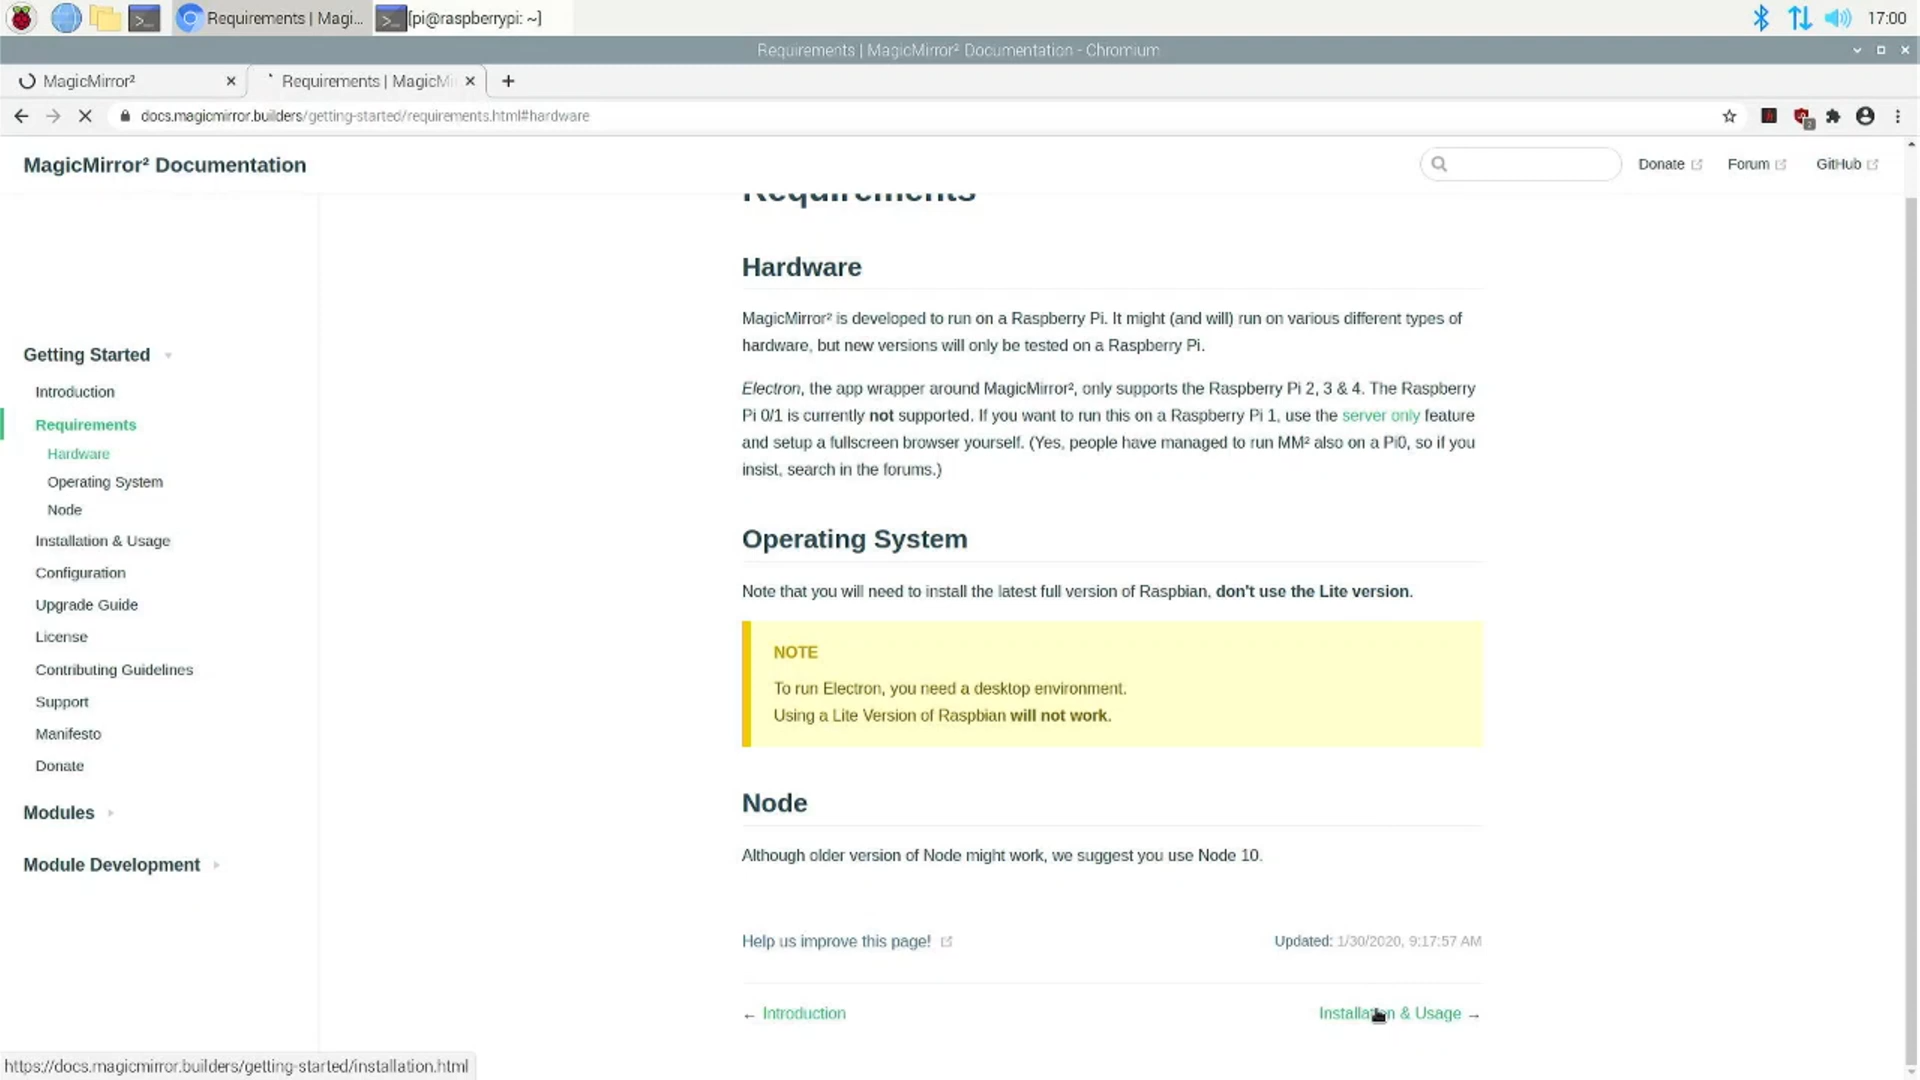 Requirements | Magi...
[pi@raspberrypi: ~]
17:00
Requirements | MagicMirror² Documentation - Chromium
MagicMirror²
Requirements | MagicMi
docs.magicmirror.builders/getting-started/requirements.html#hardware
2
MagicMirror² Documentation
Donate
Forum
GitHub
Getting Started
Introduction
Requirements
Hardware
Operating System
Node
Installation & Usage
Configuration
Upgrade Guide
License
Contributing Guidelines
Support
Manifesto
Donate
Modules
Module Development
Requirements
Hardware
MagicMirror² is developed to run on a Raspberry Pi. It might (and will) run on various different types of
hardware, but new versions will only be tested on a Raspberry Pi.
Electron, the app wrapper around MagicMirror², only supports the Raspberry Pi 2, 3 & 4. The Raspberry
Pi 0/1 is currently not supported. If you want to run this on a Raspberry Pi 1, use the server only feature
and setup a fullscreen browser yourself. (Yes, people have managed to run MM² also on a Pi0, so if you
insist, search in the forums.)
Operating System
Note that you will need to install the latest full version of Raspbian, don't use the Lite version.
NOTE
To run Electron, you need a desktop environment.
Using a Lite Version of Raspbian will not work.
Node
Although older version of Node might work, we suggest you use Node 10.
Help us improve this page!
Updated: 1/30/2020, 9:17:57 AM
← Introduction
Installation & Usage →
https://docs.magicmirror.builders/getting-started/installation.html